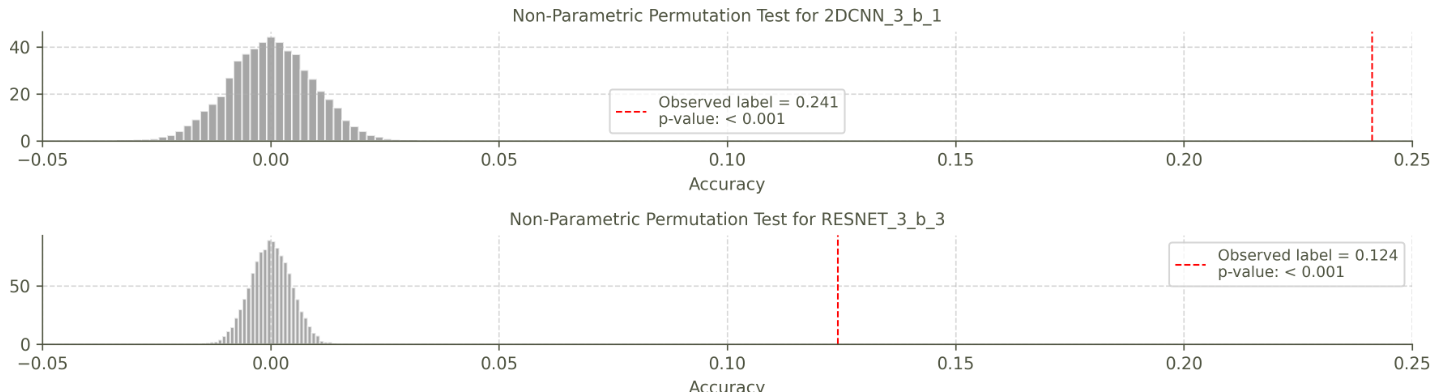 Non-Parametric Permutation Test for 2DCNN_3_b_1
40
20
0
Observed label = 0.241
p-value: < 0.001
−0.05 0.00 0.05 0.10 0.15 0.20 0.25
Accuracy
Non-Parametric Permutation Test for RESNET_3_b_3
Observed label = 0.124
p-value: < 0.001
50
0
−0.05 0.00 0.05 0.10 0.15 0.20 0.25
Accuracy